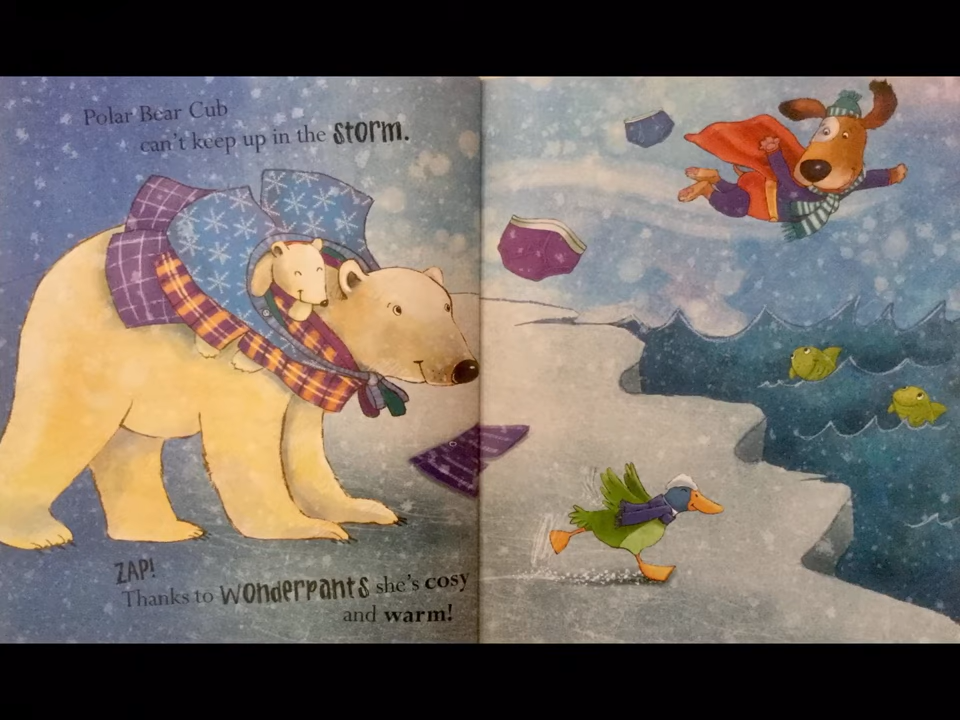 Polar Bear Cub
can't keep up in the storm.
ZAP!
Thanks to Wonderpants she's cosy
and warm!